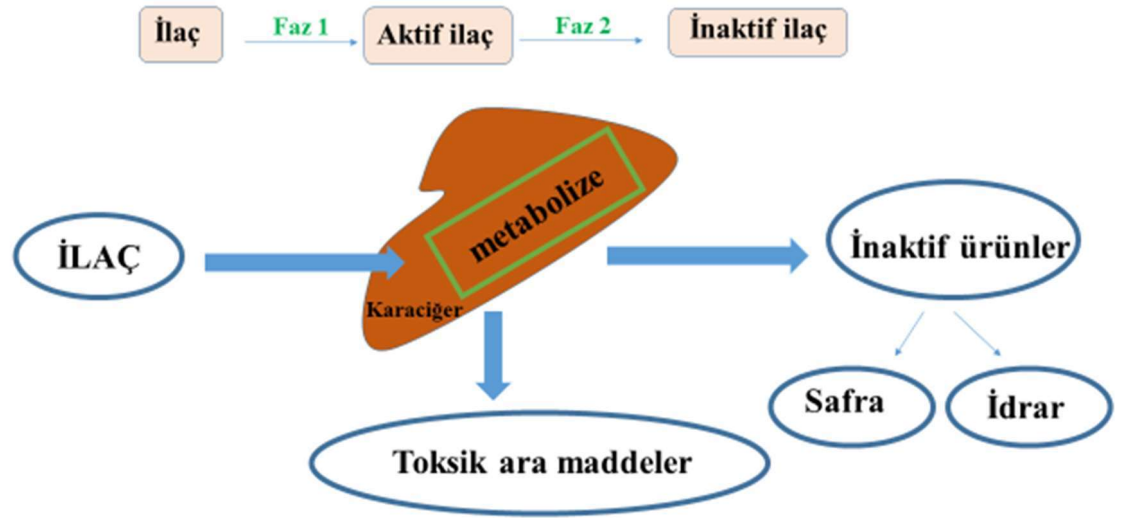 İlaç
Faz 1
Aktif ilaç
Faz 2
İnaktif ilaç
metabolize
İLAÇ
İnaktif ürünler
Karaciğer
Safra
İdrar
Toksik ara maddeler